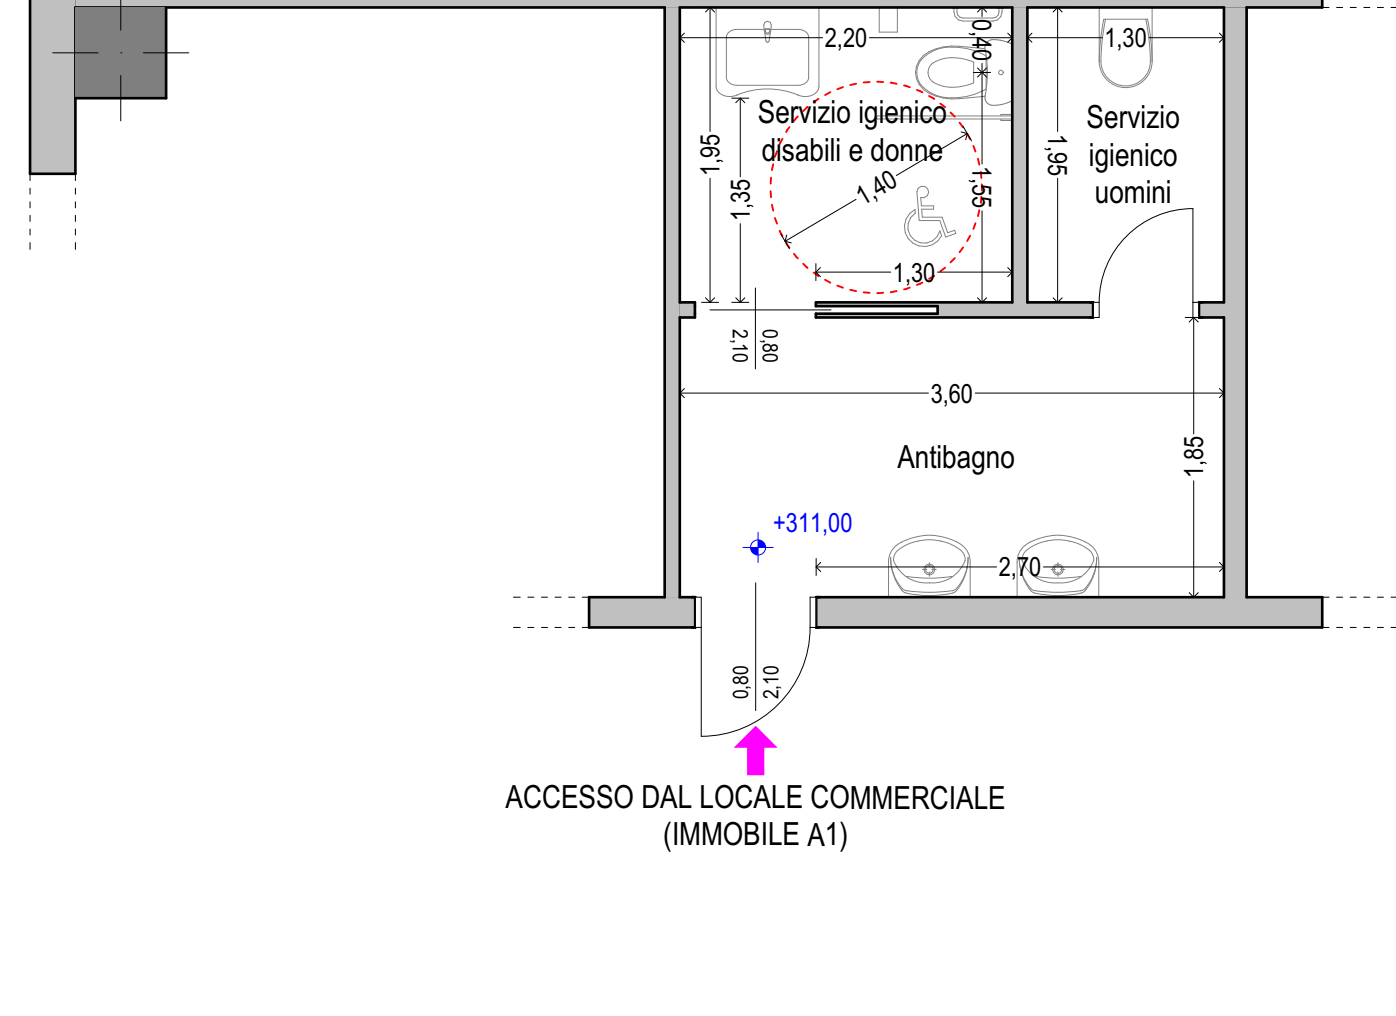 2,20
0,40
1,30
Servizio igienico
disabili e donne
Servizio
igienico
uomini
1,95
1,35
1,40
1,55
1,95
1,30
2,10
0,80
3,60
Antibagno
1,85
+311,00
2,70
0,80
2,10
ACCESSO DAL LOCALE COMMERCIALE
(IMMOBILE A1)